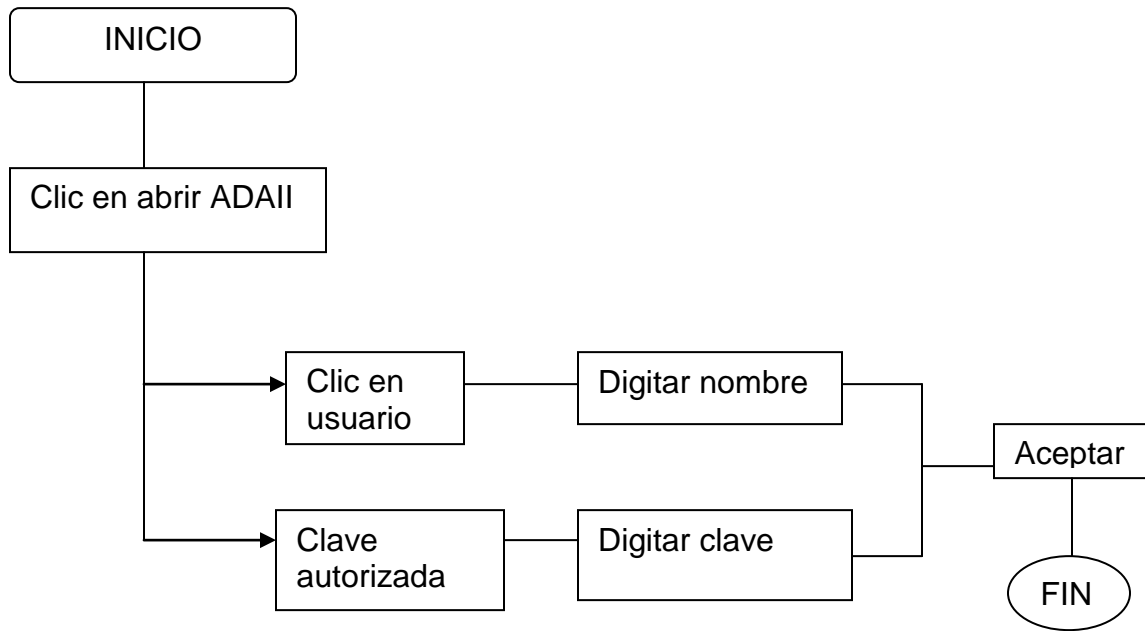 INICIO
Clic en abrir ADAII
Clic en
usuario
Digitar nombre
Aceptar
Clave
autorizada
Digitar clave
FIN